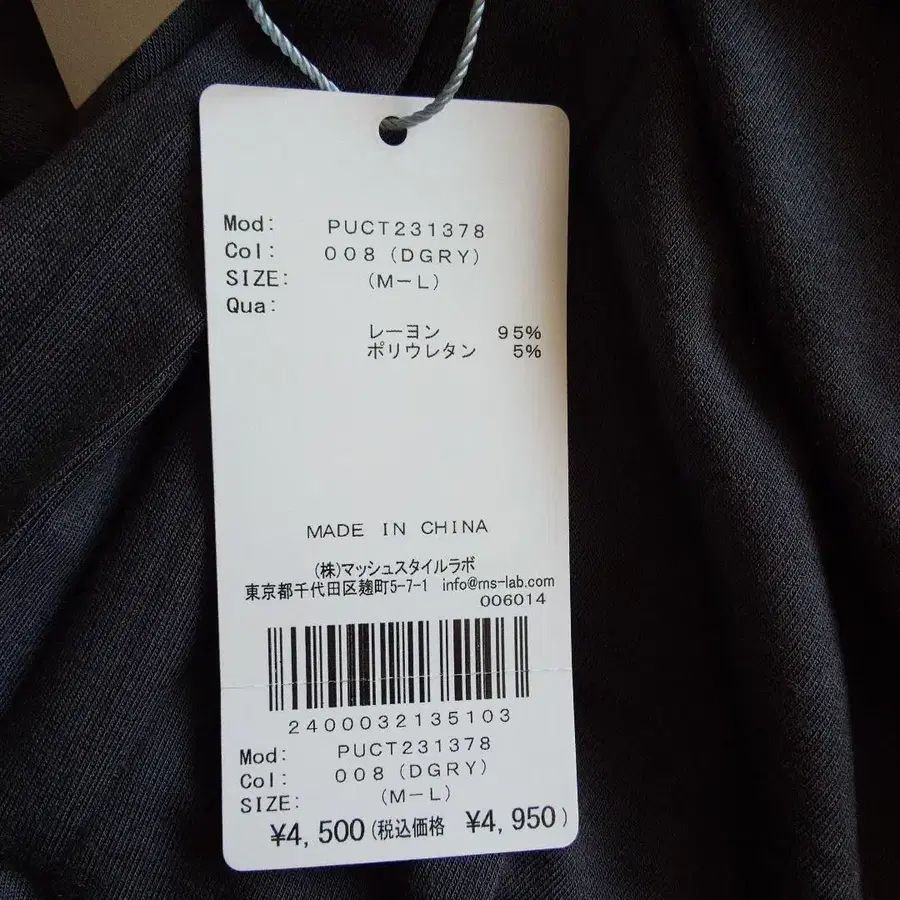 Mod: PUCT231378
Col: 008 (DGRY)
SIZE: (M-L)
Qua:
レーヨン 95%
ポリウレタン 5%
MADE IN CHINA
(株)マッシュスタイルラボ
東京都千代田区麹町5-7-1 info@ms-lab.com
006014
2400032135103
Mod: PUCT231378
Col: 008 (DGRY)
SIZE: (M-L)
¥4,500(税込価格 ¥4,950)